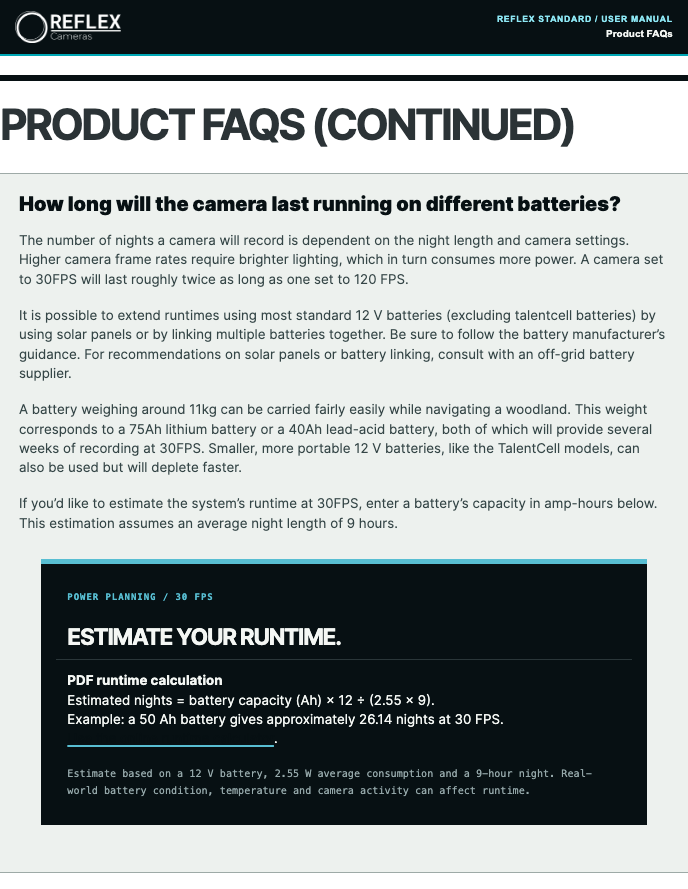 REFLEX
Cameras
REFLEX STANDARD / USER MANUAL
Product FAQs
PRODUCT FAQS (CONTINUED)
How long will the camera last running on different batteries?
The number of nights a camera will record is dependent on the night length and camera settings.
Higher camera frame rates require brighter lighting, which in turn consumes more power. A camera set
to 30FPS will last roughly twice as long as one set to 120 FPS.
It is possible to extend runtimes using most standard 12 V batteries (excluding talentcell batteries) by
using solar panels or by linking multiple batteries together. Be sure to follow the battery manufacturer’s
guidance. For recommendations on solar panels or battery linking, consult with an off-grid battery
supplier.
A battery weighing around 11kg can be carried fairly easily while navigating a woodland. This weight
corresponds to a 75Ah lithium battery or a 40Ah lead-acid battery, both of which will provide several
weeks of recording at 30FPS. Smaller, more portable 12 V batteries, like the TalentCell models, can
also be used but will deplete faster.
If you’d like to estimate the system’s runtime at 30FPS, enter a battery’s capacity in amp-hours below.
This estimation assumes an average night length of 9 hours.
POWER PLANNING / 30 FPS
ESTIMATE YOUR RUNTIME.
PDF runtime calculation
Estimated nights = battery capacity (Ah) × 12 ÷ (2.55 × 9).
Example: a 50 Ah battery gives approximately 26.14 nights at 30 FPS.
.
Estimate based on a 12 V battery, 2.55 W average consumption and a 9-hour night. Real-
world battery condition, temperature and camera activity can affect runtime.